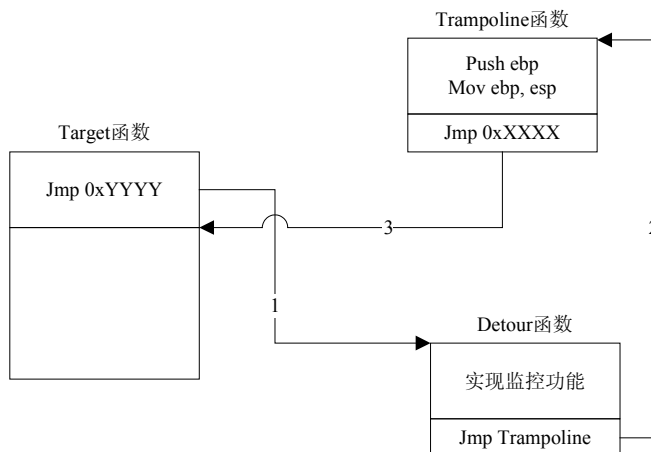 Trampoline函数
Push ebp
Mov ebp, esp
Jmp 0xXXXX
Target函数
Jmp 0xYYYY
3
2
1
Detour函数
实现监控功能
Jmp Trampoline